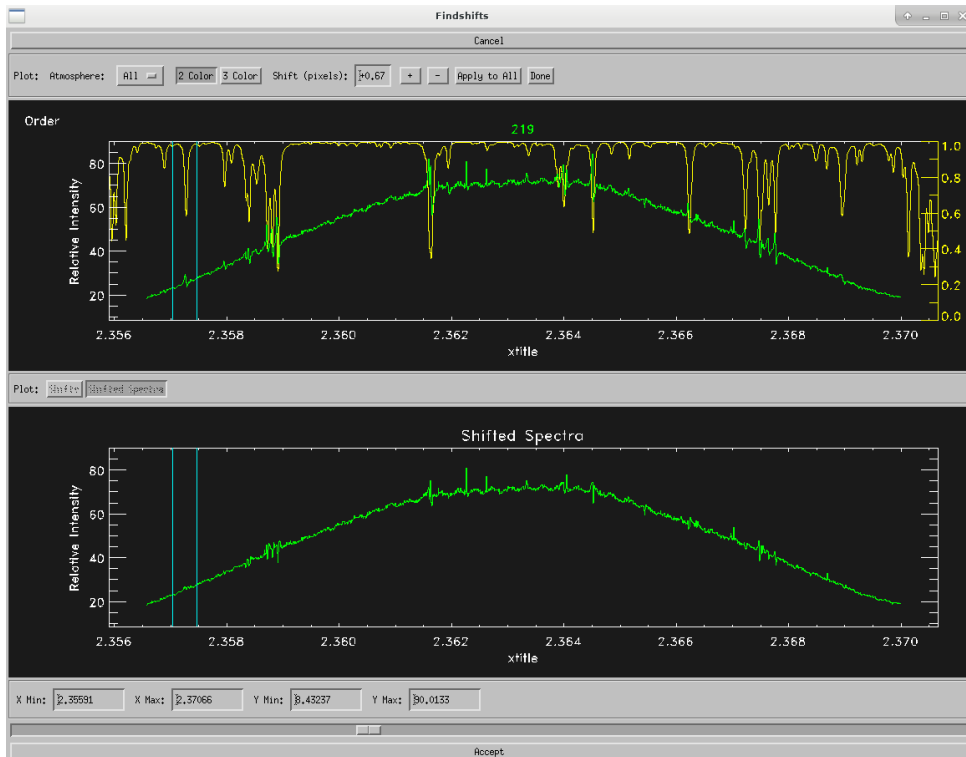 Findshifts
Cancel
Plot: Atmosphere: All 2 Color 3 Color Shift (pixels): +0.67 + - Apply to All Done
Order
219
80
60
40
20
Relative Intensity
1.0
0.8
0.6
0.4
0.2
0.0
2.356 2.358 2.360 2.362 2.364 2.366 2.368 2.370
xtitle
Plot: Shifts Shifted Spectra
Shifted Spectra
80
60
40
20
Relative Intensity
2.356 2.358 2.360 2.362 2.364 2.366 2.368 2.370
xtitle
X Min: 2.35591 X Max: 2.37066 Y Min: 8.43237 Y Max: 90.0133
Accept